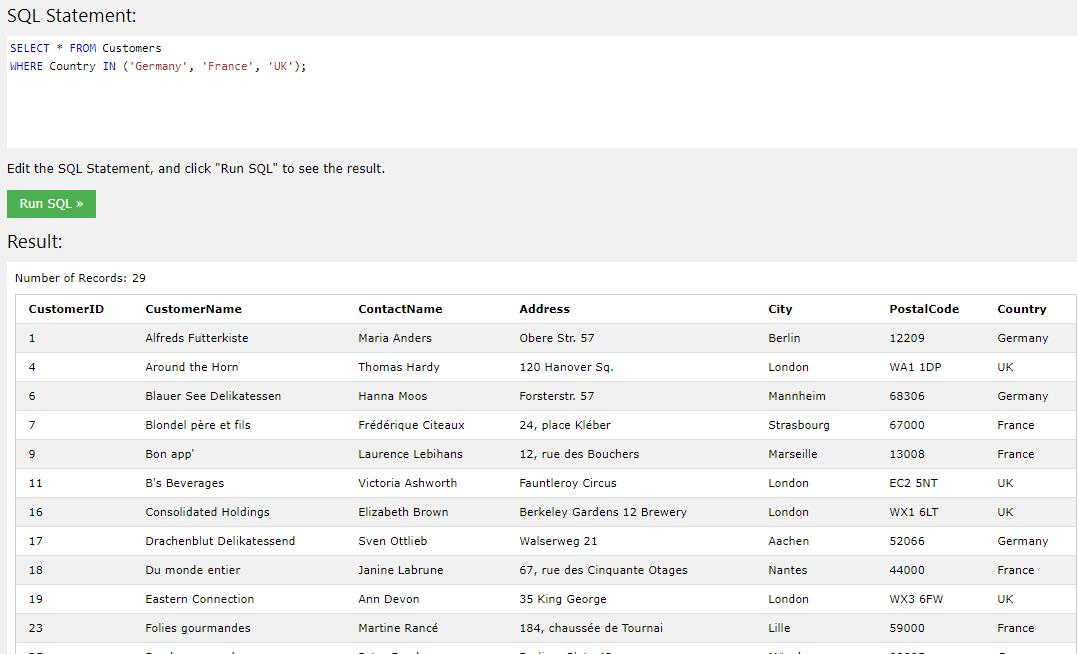 SQL Statement:
SELECT * FROM Customers
WHERE Country IN ('Germany', 'France', 'UK');
Edit the SQL Statement, and click "Run SQL" to see the result.
Run SQL »
Result:
Number of Records: 29
CustomerID CustomerName ContactName Address City PostalCode Country
1 Alfreds Futterkiste Maria Anders Obere Str. 57 Berlin 12209 Germany
4 Around the Horn Thomas Hardy 120 Hanover Sq. London WA1 1DP UK
6 Blauer See Delikatessen Hanna Moos Forsterstr. 57 Mannheim 68306 Germany
7 Blondel père et fils Frédérique Citeaux 24, place Kléber Strasbourg 67000 France
9 Bon app' Laurence Lebihans 12, rue des Bouchers Marseille 13008 France
11 B's Beverages Victoria Ashworth Fauntleroy Circus London EC2 5NT UK
16 Consolidated Holdings Elizabeth Brown Berkeley Gardens 12 Brewery London WX1 6LT UK
17 Drachenblut Delikatessend Sven Ottlieb Walserweg 21 Aachen 52066 Germany
18 Du monde entier Janine Labrune 67, rue des Cinquante Otages Nantes 44000 France
19 Eastern Connection Ann Devon 35 King George London WX3 6FW UK
23 Folies gourmandes Martine Rancé 184, chaussée de Tournai Lille 59000 France